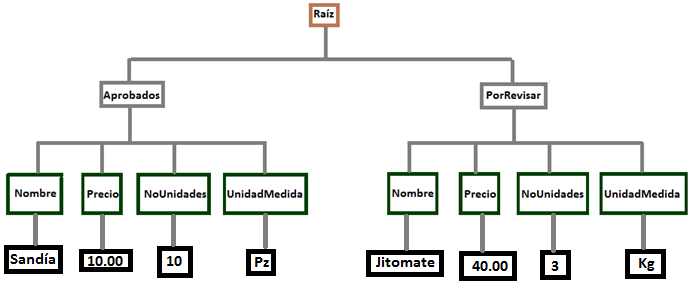 Raíz
Aprobados
PorRevisar
Nombre
Precio
NoUnidades
UnidadMedida
Nombre
Precio
NoUnidades
UnidadMedida
Sandía
10.00
10
Pz
Jitomate
40.00
3
Kg